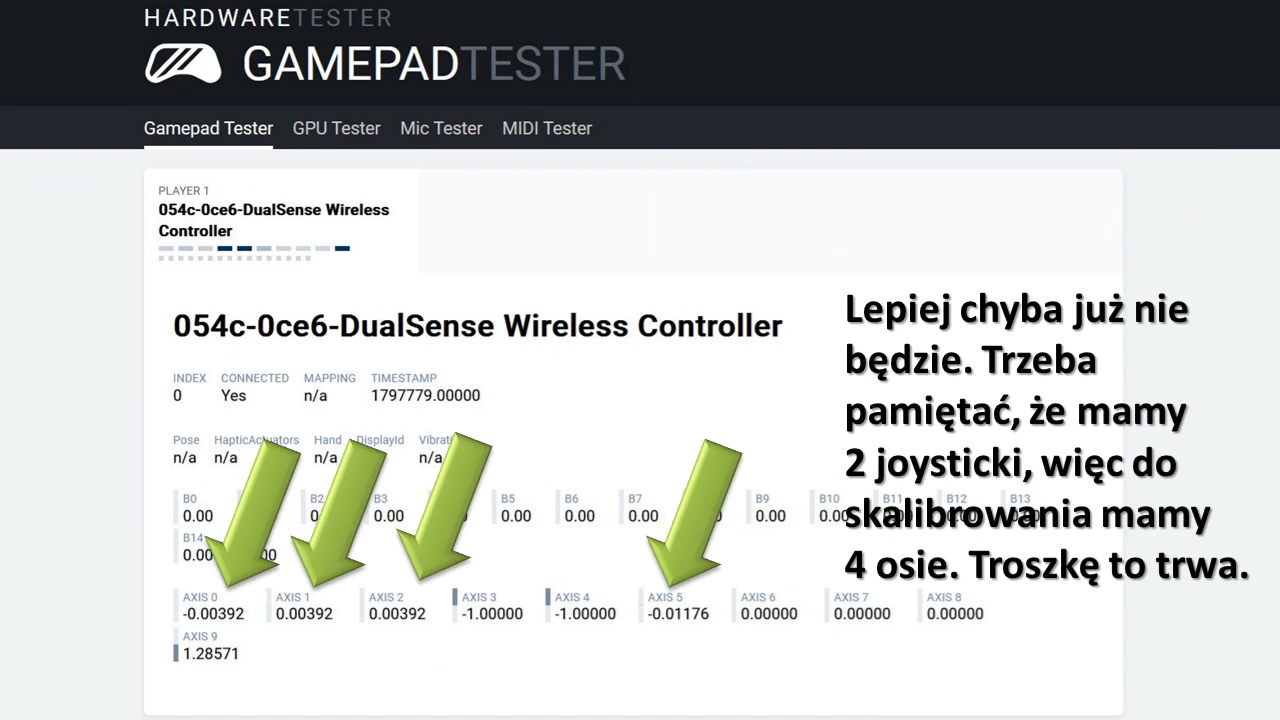 HARDWARETESTER
GAMEPADTESTER
Gamepad Tester GPU Tester Mic Tester MIDI Tester
PLAYER 1
054c-0ce6-DualSense Wireless
Controller
054c-0ce6-DualSense Wireless Controller
INDEX CONNECTED MAPPING TIMESTAMP
0 Yes n/a 1797779.00000
Pose HapticActuators Hand DisplayId
n/a n/a n/a n/a
B0 B2 B3 B5 B6 B7 B9 B10 B11 B12 B13
0.00 0.00 0.00 0.00 0.00 0.00
B14
0.00
AXIS 0 AXIS 1 AXIS 2 AXIS 3 AXIS 4 AXIS 5 AXIS 6 AXIS 7 AXIS 8
-0.00392 0.00392 0.00392 -1.00000 -1.00000 -0.01176 0.00000 0.00000 0.00000
AXIS 9
1.28571
Lepiej chyba już nie
będzie. Trzeba
pamiętać, że mamy
2 joysticki, więc do
skalibrowania mamy
4 osie. Troszkę to trwa.